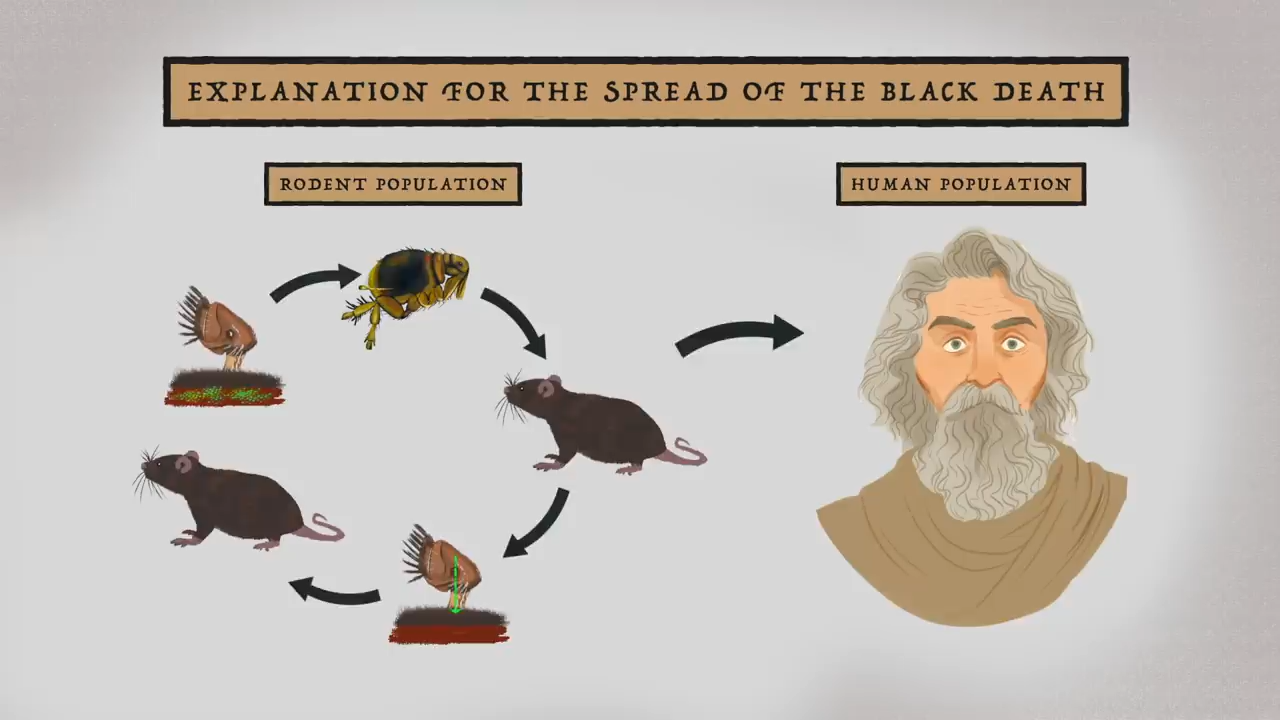 EXPLANATION FOR THE SPREAD OF THE BLACK DEATH
RODENT POPULATION
HUMAN POPULATION